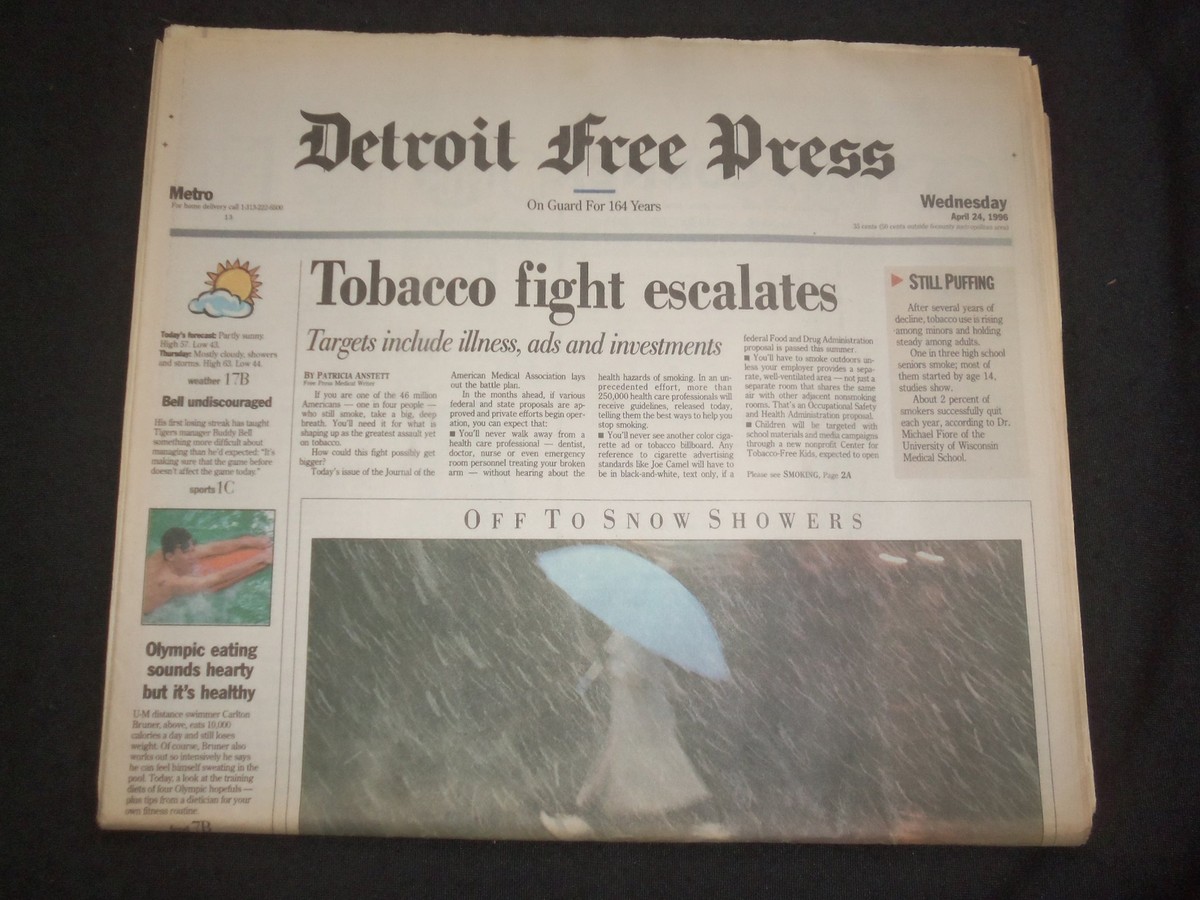 Detroit Free Press
On Guard For 164 Years
Metro
For home delivery call 1-313-222-6500
Wednesday
April 24, 1996
Today's forecast: Partly sunny.
High 57. Low 43.
Thursday: Mostly cloudy, showers
and storms. High 63. Low 44.
weather 17B
Bell undiscouraged
His first losing streak has taught
Tigers manager Buddy Bell
something more difficult about
managing than he'd expected: "It's
making sure that the game before
doesn't affect the game today."
sports 1C
Olympic eating
sounds hearty
but it's healthy
U-M distance swimmer Carlton
Bruner, above, eats 10,000
calories a day and still loses
weight. Of course, Bruner also
works out so intensively he says
he can feel himself sweating in the
pool. Today, a look at the training
diets of four Olympic hopefuls —
plus tips from a dietician for your
own fitness routine.
7B
Tobacco fight escalates
Targets include illness, ads and investments
BY PATRICIA ANSTETT
Free Press Medical Writer
If you are one of the 46 million
Americans — one in four people —
who still smoke, take a big, deep
breath. You'll need it for what is
shaping up as the greatest assault yet
on tobacco.
How could this fight possibly get
bigger?
Today's issue of the Journal of the
American Medical Association lays
out the battle plan.
In the months ahead, if various
federal and state proposals are ap-
proved and private efforts begin oper-
ation, you can expect that:
■ You'll never walk away from a
health care professional — dentist,
doctor, nurse or even emergency
room personnel treating your broken
arm — without hearing about the
health hazards of smoking. In an un-
precedented effort, more than
250,000 health care professionals will
receive guidelines, released today,
telling them the best ways to help you
stop smoking.
■ You'll never see another color ciga-
rette ad or tobacco billboard. Any
reference to cigarette advertising
standards like Joe Camel will have to
be in black-and-white, text only, if a
federal Food and Drug Administration
proposal is passed this summer.
■ You'll have to smoke outdoors un-
less your employer provides a sepa-
rate, well-ventilated area — not just a
separate room that shares the same
air with other adjacent nonsmoking
rooms. That's an Occupational Safety
and Health Administration proposal.
■ Children will be targeted with
school materials and media campaigns
through a new nonprofit Center for
Tobacco-Free Kids, expected to open
Please see SMOKING, Page 2A
STILL PUFFING
After several years of
decline, tobacco use is rising
among minors and holding
steady among adults.
One in three high school
seniors smoke; most of
them started by age 14,
studies show.
About 2 percent of
smokers successfully quit
each year, according to Dr.
Michael Fiore of the
University of Wisconsin
Medical School.
OFF TO SNOW SHOWERS